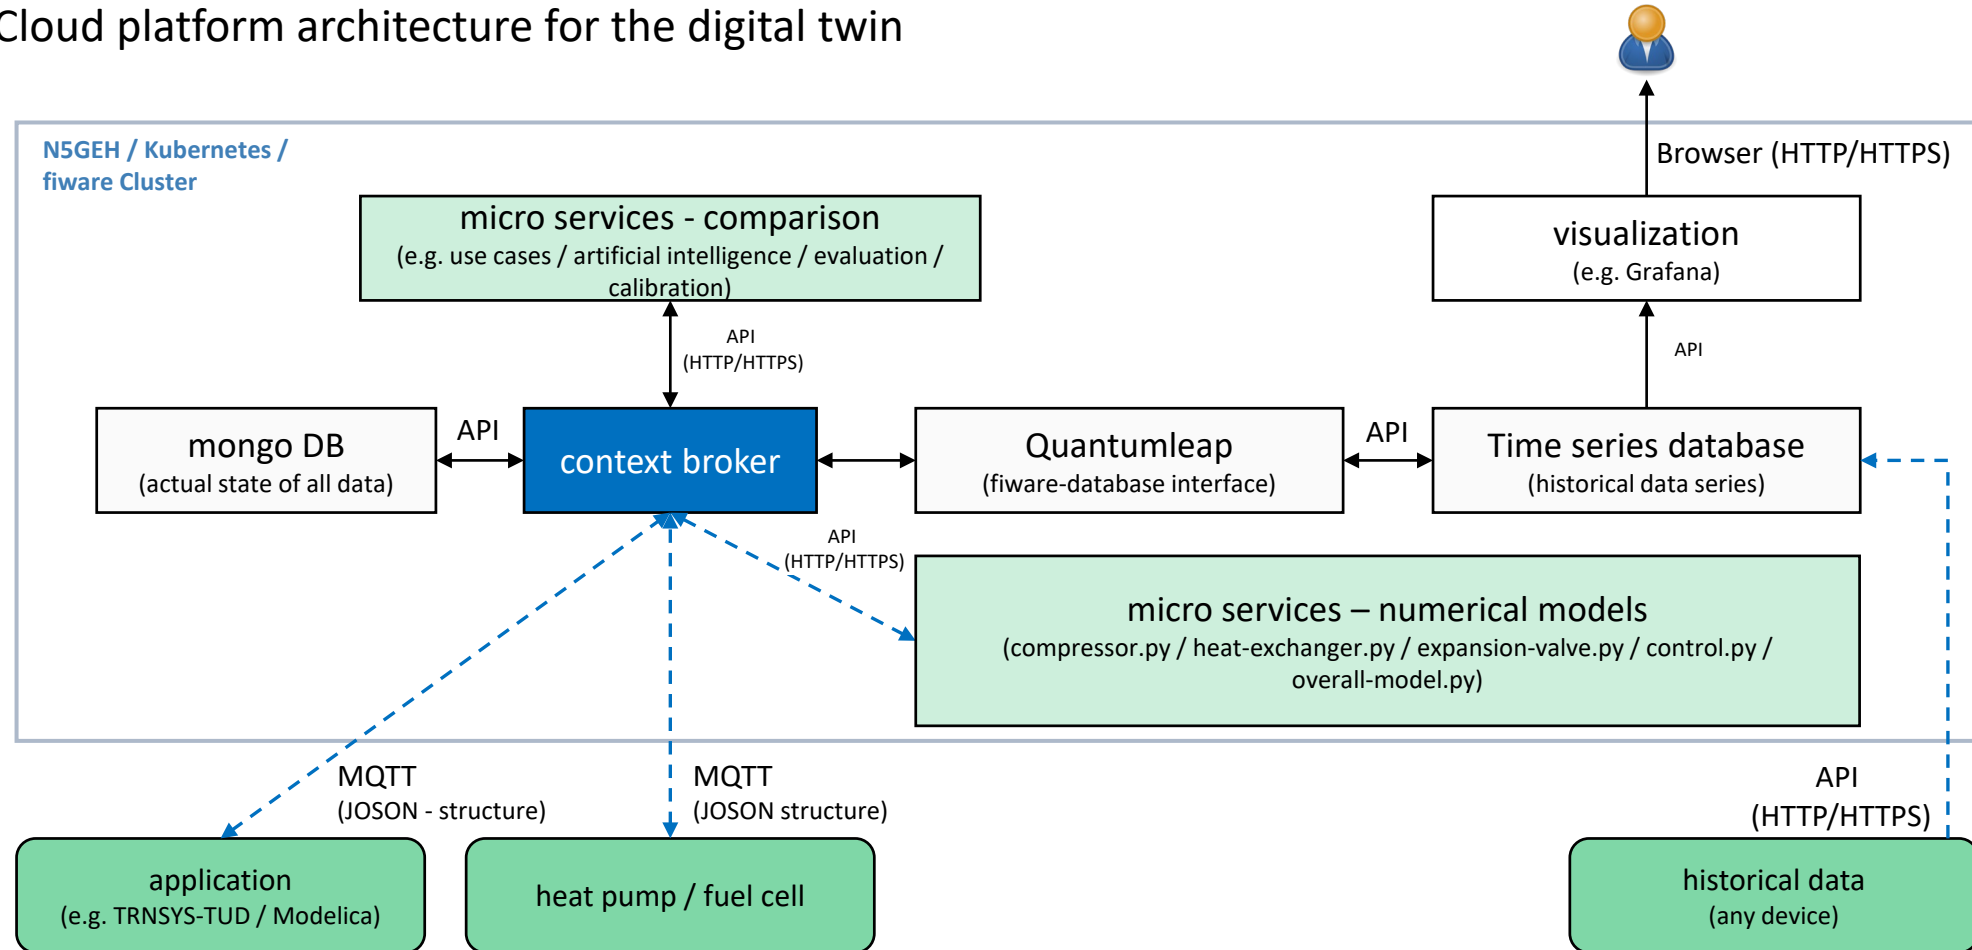 Cloud platform architecture for the digital twin
N5GEH / Kubernetes /
fiware Cluster
Browser (HTTP/HTTPS)
micro services - comparison
(e.g. use cases / artificial intelligence / evaluation /
calibration)
visualization
(e.g. Grafana)
API
(HTTP/HTTPS)
API
mongo DB
(actual state of all data)
API
context broker
Quantumleap
(fiware-database interface)
API
Time series database
(historical data series)
API
(HTTP/HTTPS)
micro services – numerical models
(compressor.py / heat-exchanger.py / expansion-valve.py / control.py /
overall-model.py)
MQTT
(JOSON - structure)
MQTT
(JOSON structure)
API
(HTTP/HTTPS)
application
(e.g. TRNSYS-TUD / Modelica)
heat pump / fuel cell
historical data
(any device)